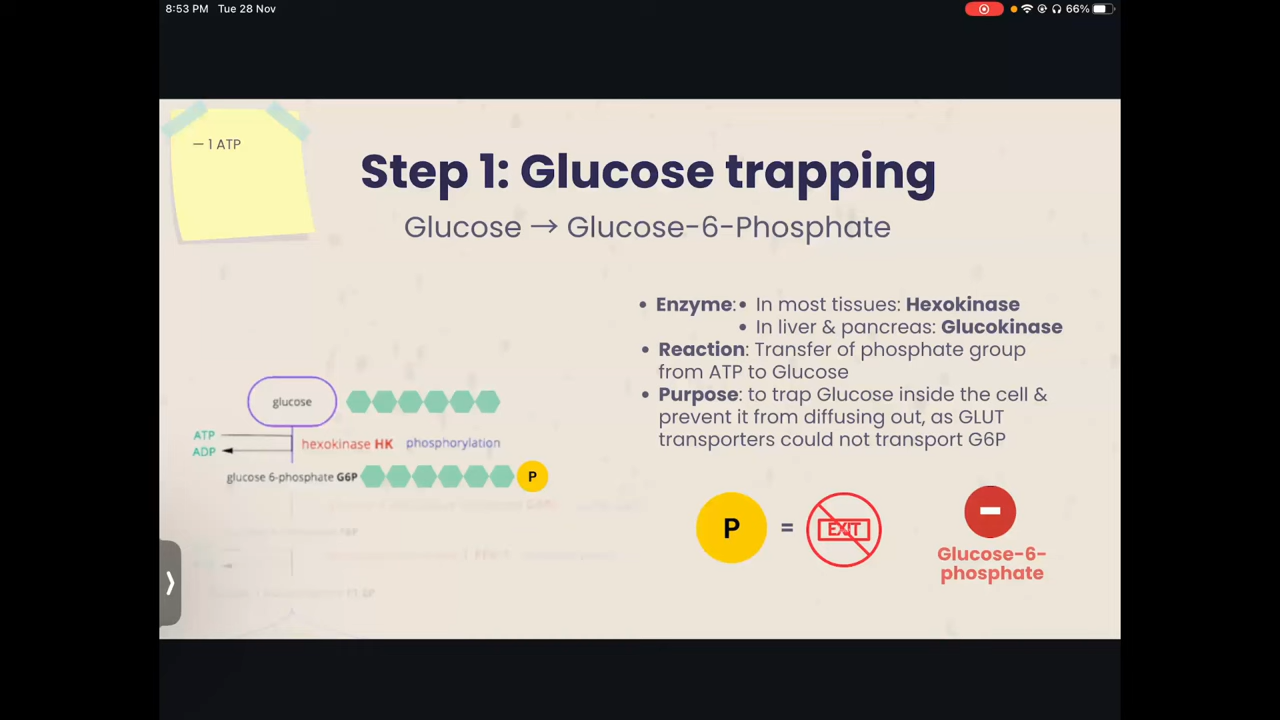 8:53 PM Tue 28 Nov
66%
— 1 ATP
Step 1: Glucose trapping
Glucose → Glucose-6-Phosphate
• Enzyme: • In most tissues: Hexokinase
• In liver & pancreas: Glucokinase
• Reaction: Transfer of phosphate group
from ATP to Glucose
• Purpose: to trap Glucose inside the cell &
prevent it from diffusing out, as GLUT
transporters could not transport G6P
glucose
ATP
hexokinase HK phosphorylation
ADP
glucose 6-phosphate G6P
P
P = EXIT
Glucose-6-
phosphate